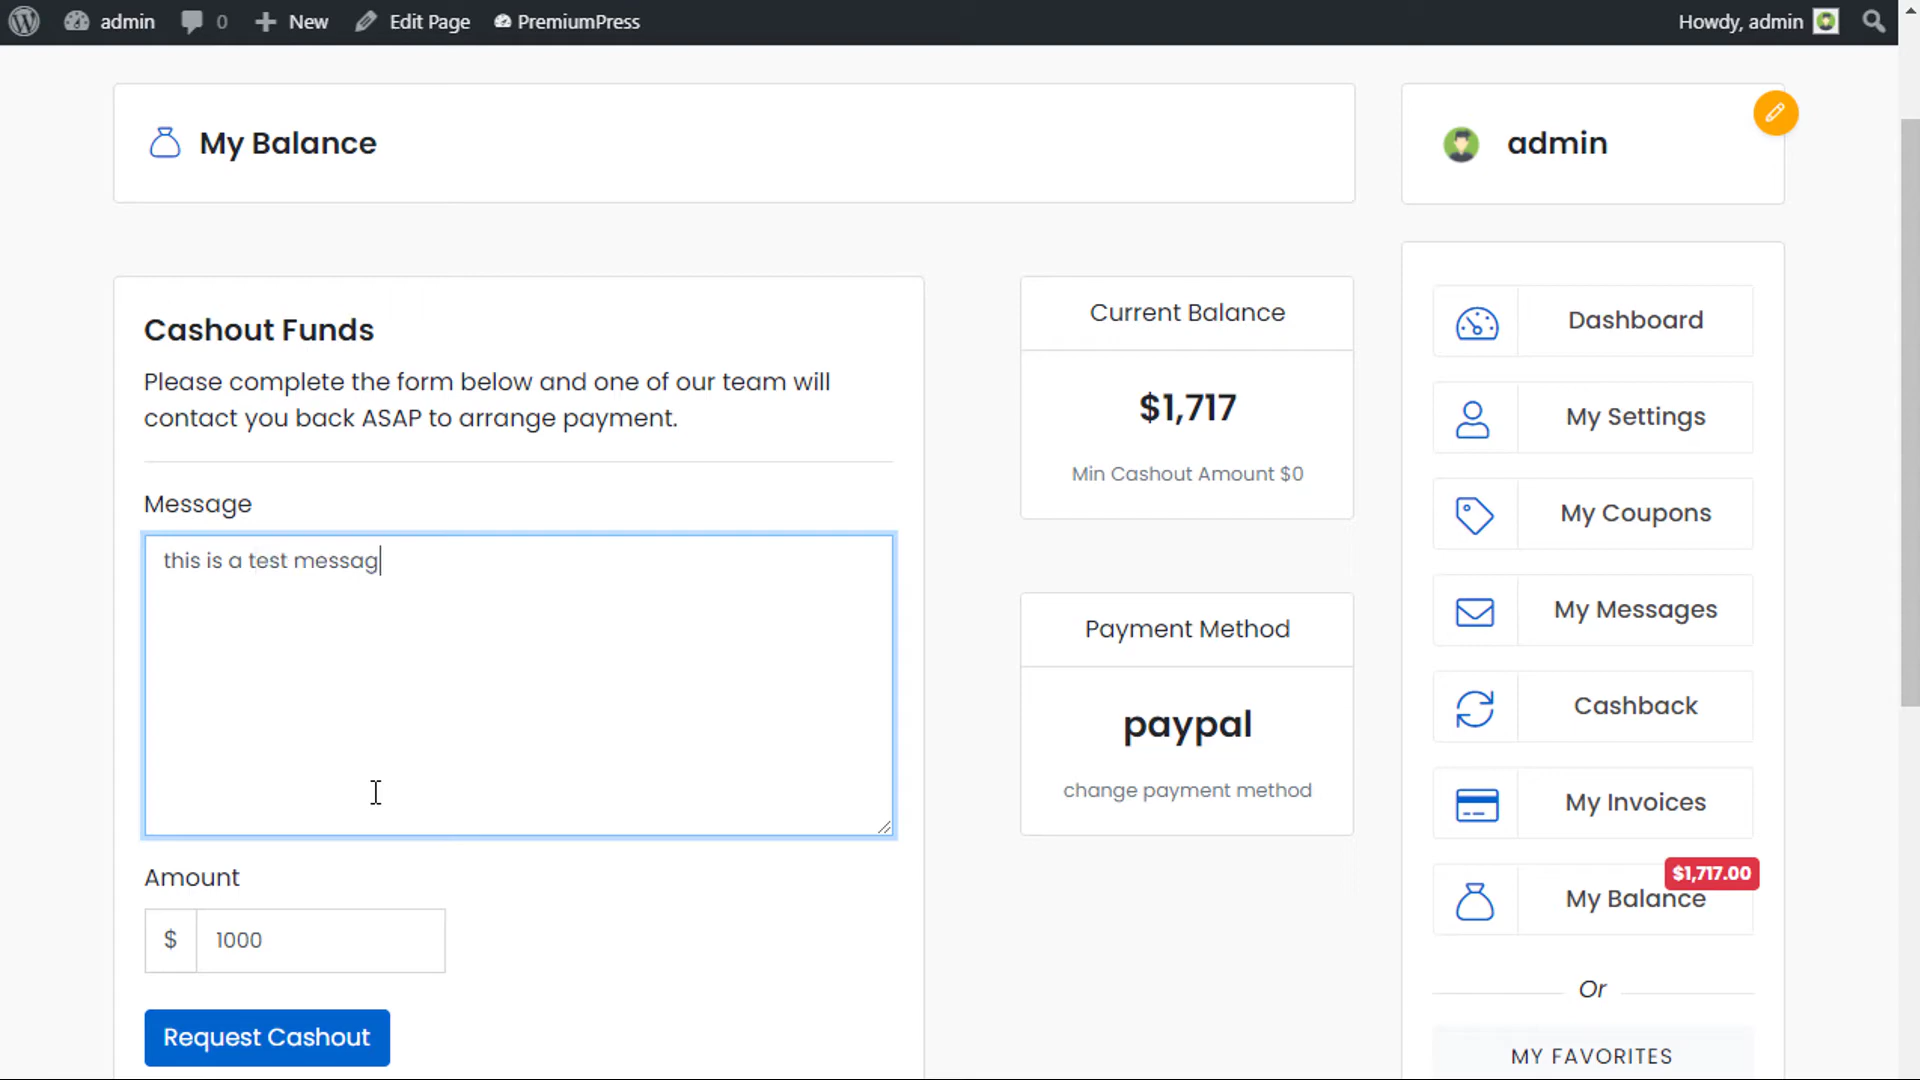 admin
0
New
Edit Page
PremiumPress
Howdy, admin
My Balance
admin
Cashout Funds
Please complete the form below and one of our team will
contact you back ASAP to arrange payment.
Message
this is a test messag
Amount
$
1000
Request Cashout
Current Balance
$1,717
Min Cashout Amount $0
Payment Method
paypal
change payment method
Dashboard
My Settings
My Coupons
My Messages
Cashback
My Invoices
$1,717.00
My Balance
Or
MY FAVORITES